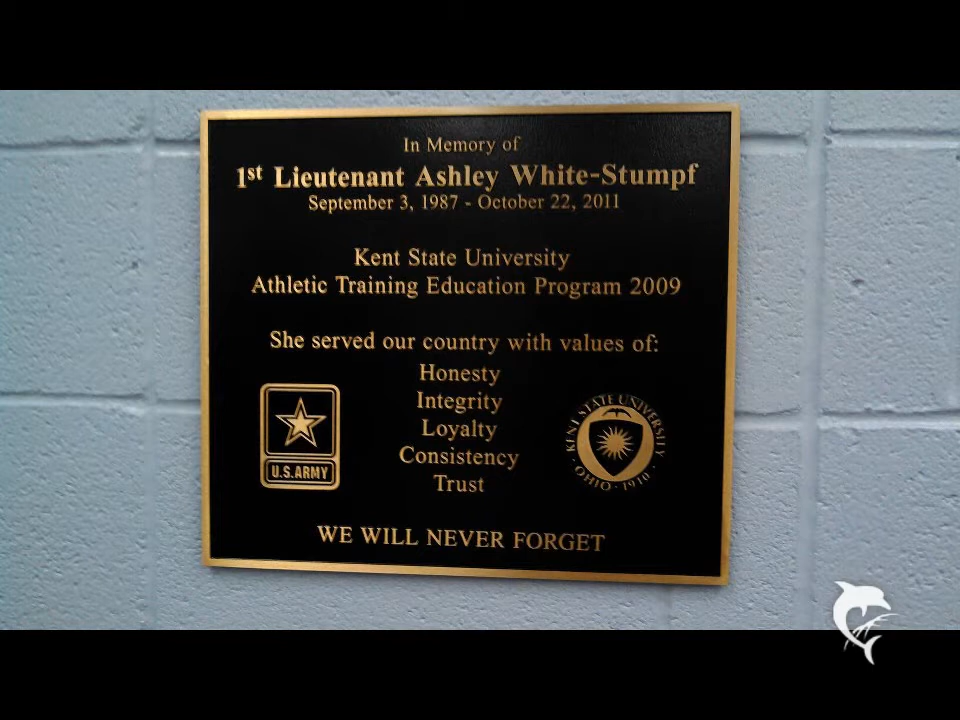 In Memory of
1st Lieutenant Ashley White-Stumpf
September 3, 1987 - October 22, 2011
Kent State University
Athletic Training Education Program 2009
She served our country with values of:
Honesty
Integrity
Loyalty
Consistency
Trust
U.S.ARMY
KENT STATE UNIVERSITY
OHIO · 1910
WE WILL NEVER FORGET